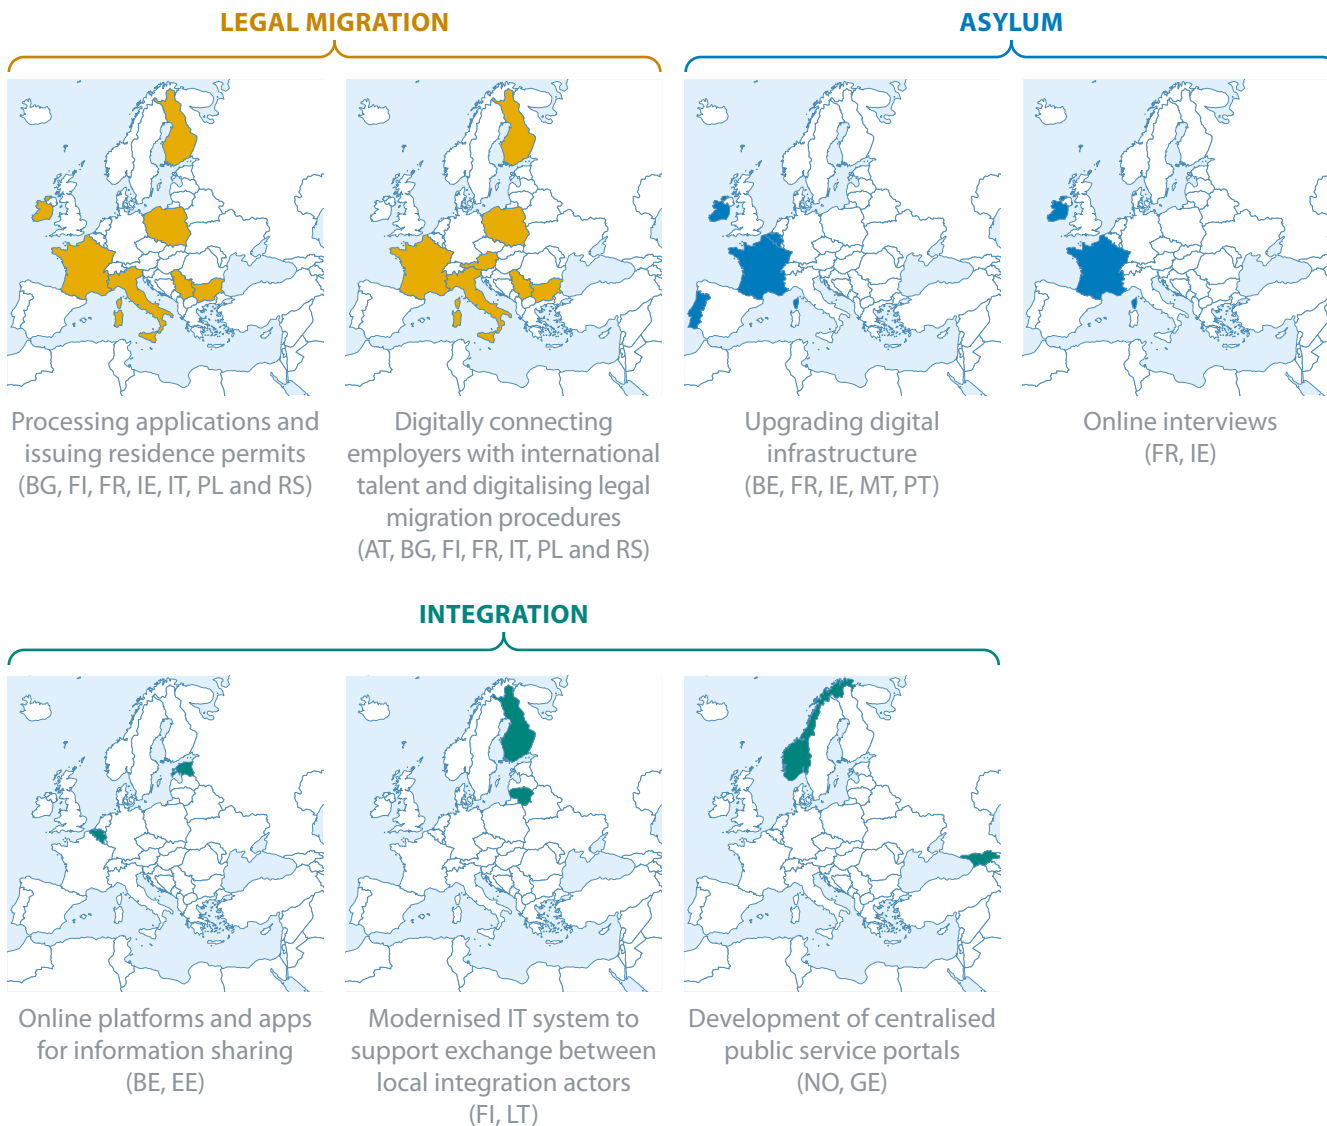 LEGAL MIGRATION
ASYLUM
Processing applications and
issuing residence permits
(BG, FI, FR, IE, IT, PL and RS)
Digitally connecting
employers with international
talent and digitalising legal
migration procedures
(AT, BG, FI, FR, IT, PL and RS)
Upgrading digital
infrastructure
(BE, FR, IE, MT, PT)
Online interviews
(FR, IE)
INTEGRATION
Online platforms and apps
for information sharing
(BE, EE)
Modernised IT system to
support exchange between
local integration actors
(FI, LT)
Development of centralised
public service portals
(NO, GE)